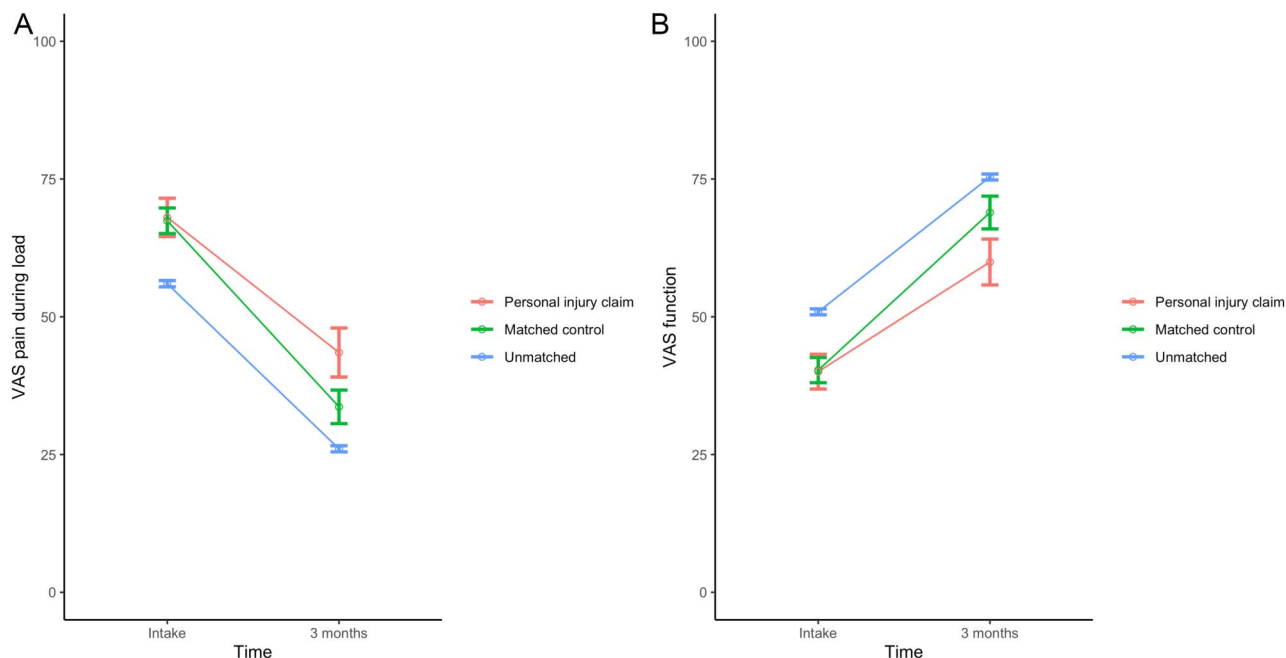 A
VAS pain during load
100
75
50
25
0
Intake
3 months
Time
Personal injury claim
Matched control
Unmatched
B
VAS function
100
75
50
25
0
Intake
3 months
Time
Personal injury claim
Matched control
Unmatched